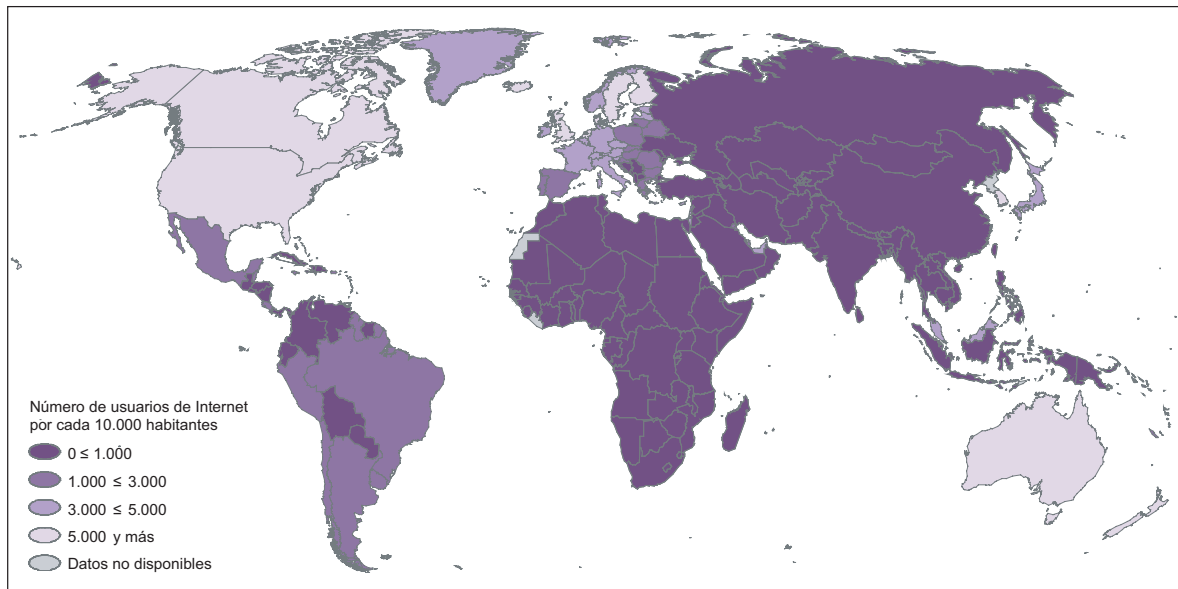 Número de usuarios de Internet
por cada 10.000 habitantes
0 ≤ 1.000
1.000 ≤ 3.000
3.000 ≤ 5.000
5.000 y más
Datos no disponibles